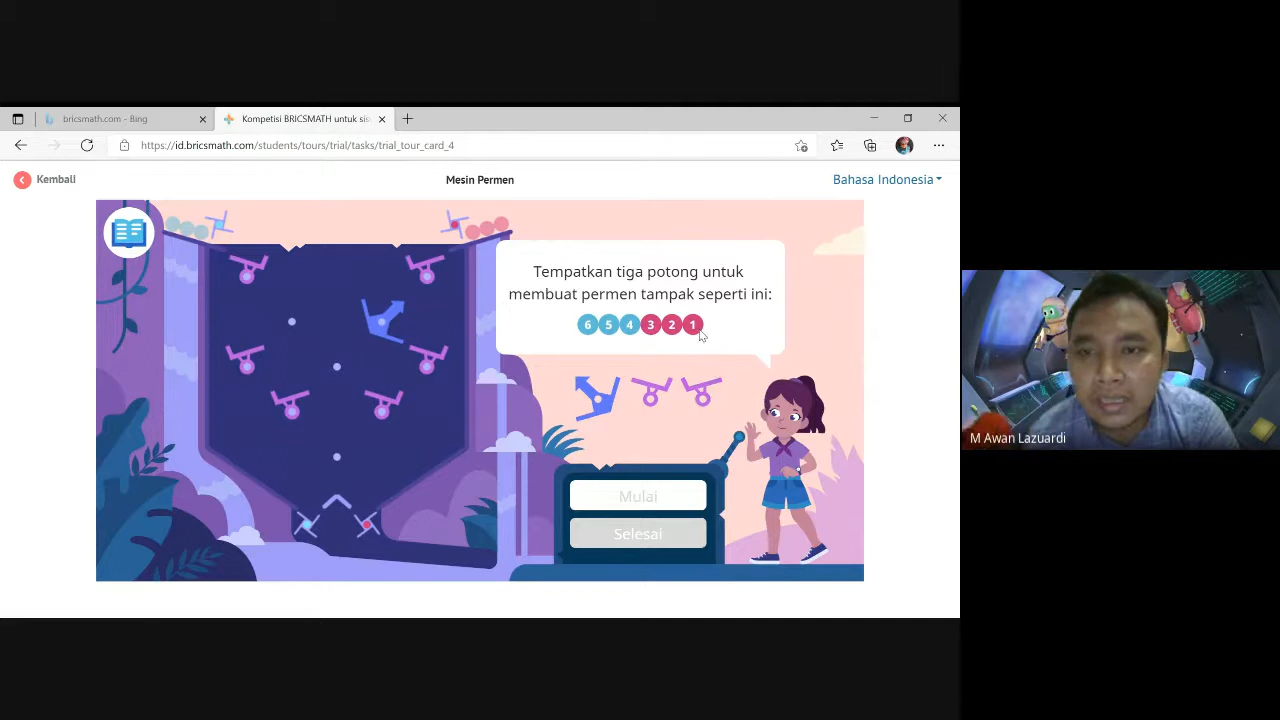 bricsmath.com - Bing
Kompetisi BRICSMATH untuk sis
https://id.bricsmath.com/students/tours/trial/tasks/trial_tour_card_4
Kembali
Mesin Permen
Bahasa Indonesia
Tempatkan tiga potong untuk
membuat permen tampak seperti ini:
6 5 4 3 2 1
Mulai
Selesai
M Awan Lazuardi